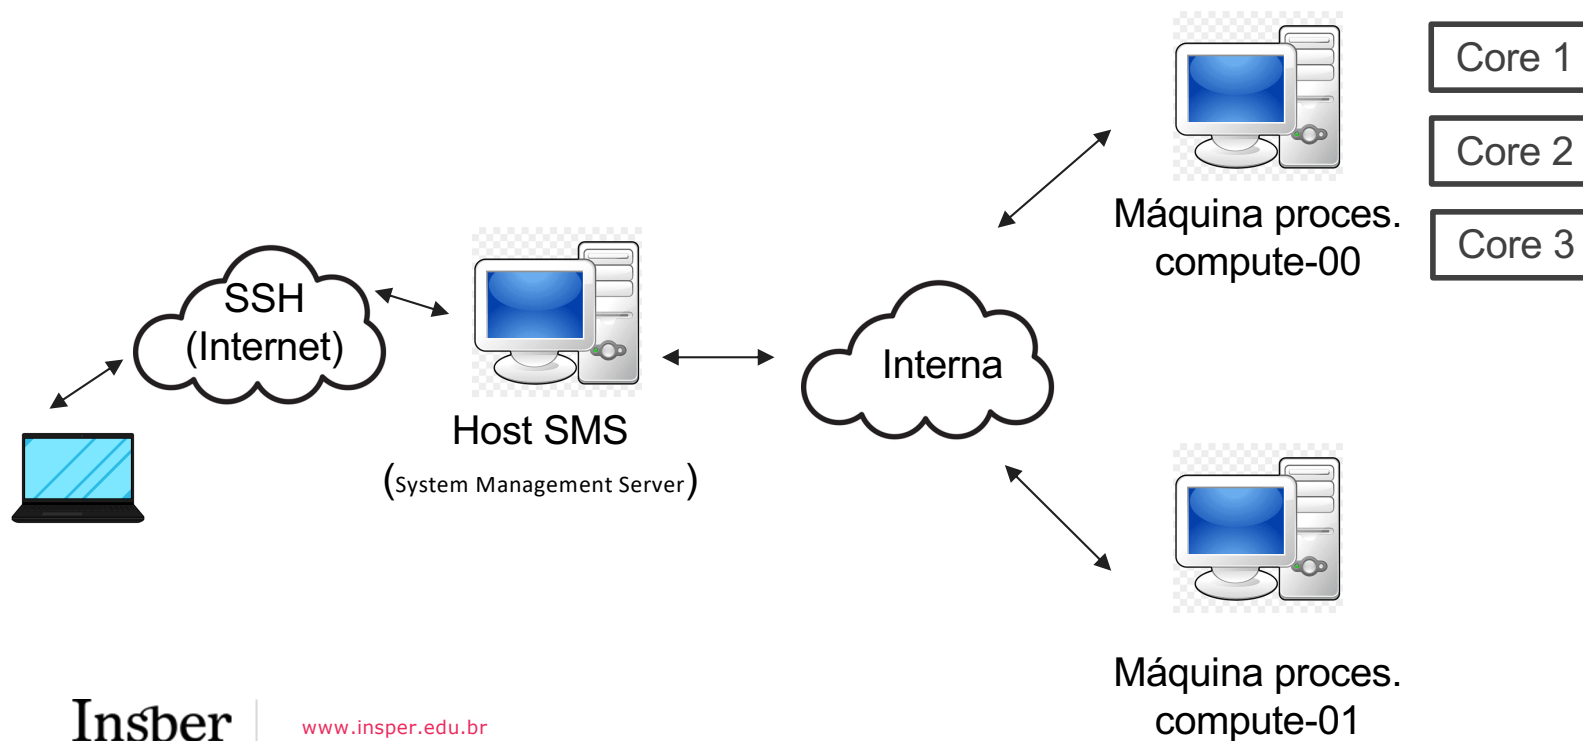 SSH
(Internet)
Host SMS
(System Management Server)
Interna
Máquina proces.
compute-00
Core 1
Core 2
Core 3
Máquina proces.
compute-01
Insper
www.insper.edu.br